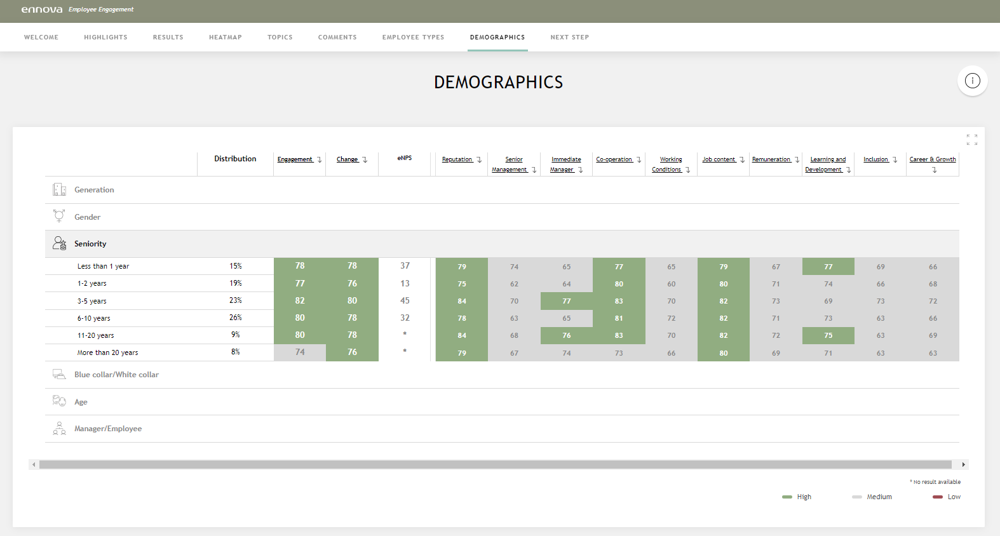 ennova Employee Engagement
WELCOME HIGHLIGHTS RESULTS HEATMAP TOPICS COMMENTS EMPLOYEE TYPES DEMOGRAPHICS NEXT STEP
DEMOGRAPHICS
i
Distribution Engagement Change eNPS Reputation Senior Immediate Co-operation Working Job content Remuneration Learning and Inclusion Career & Growth
Management Manager Conditions Development
Generation
Gender
Seniority
Less than 1 year 15% 78 78 37 79 74 65 77 65 79 67 77 69 66
1-2 years 19% 77 76 13 75 62 64 80 60 80 71 74 66 68
3-5 years 23% 82 80 45 84 70 77 83 70 82 73 69 73 72
6-10 years 26% 80 78 32 78 63 65 81 72 82 71 73 63 66
11-20 years 9% 80 78 * 84 68 76 83 70 82 72 75 63 69
More than 20 years 8% 74 76 * 79 67 74 73 66 80 69 71 63 63
Blue collar/White collar
Age
Manager/Employee
* No result available
High Medium Low